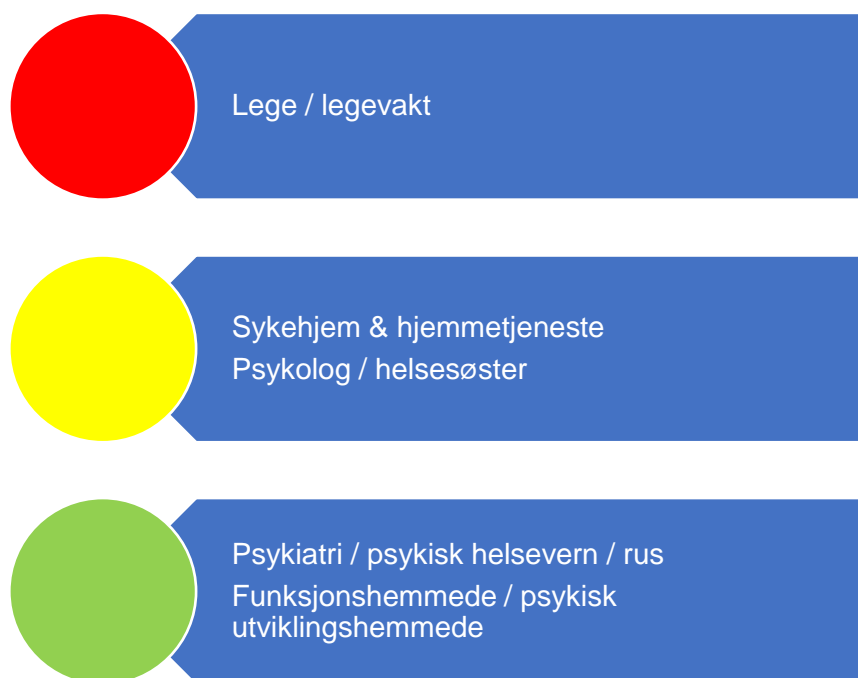 Lege / legevakt
Sykehjem & hjemmetjeneste
Psykolog / helsesøster
Psykiatri / psykisk helsevern / rus
Funksjonshemmede / psykisk
utviklingshemmede